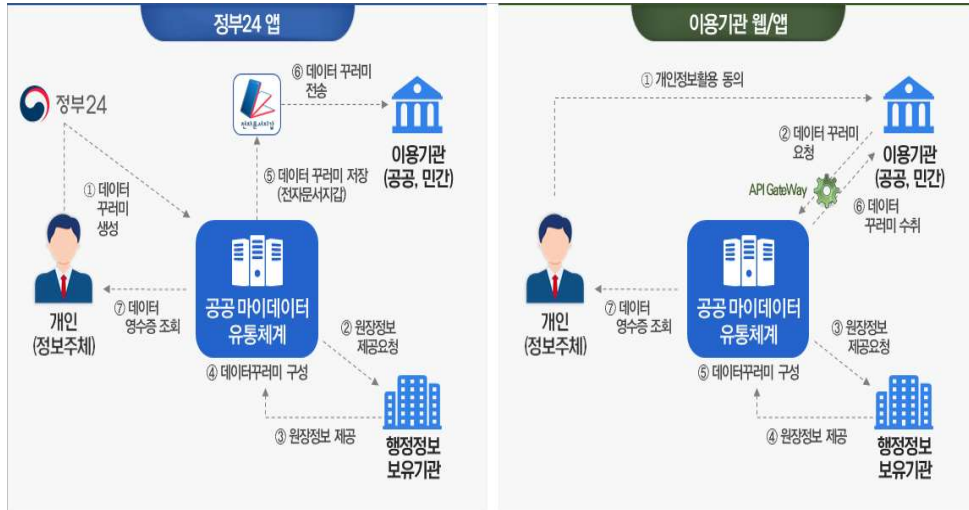 정부24 앱
정부24
① 데이터
꾸러미
생성
개인
(정보주체)
⑦ 데이터
영수증 조회
전자문서지갑
⑥ 데이터 꾸러미
전송
이용기관
(공공, 민간)
⑤ 데이터 꾸러미 저장
(전자문서지갑)
공공 마이데이터
유통체계
② 원장정보
제공요청
④ 데이터꾸러미 구성
③ 원장정보 제공
행정정보
보유기관
이용기관 웹/앱
① 개인정보활용 동의
② 데이터 꾸러미
요청
이용기관
(공공, 민간)
API GateWay
⑥ 데이터
꾸러미 수취
개인
(정보주체)
⑦ 데이터
영수증 조회
공공 마이데이터
유통체계
③ 원장정보
제공요청
⑤ 데이터꾸러미 구성
④ 원장정보 제공
행정정보
보유기관